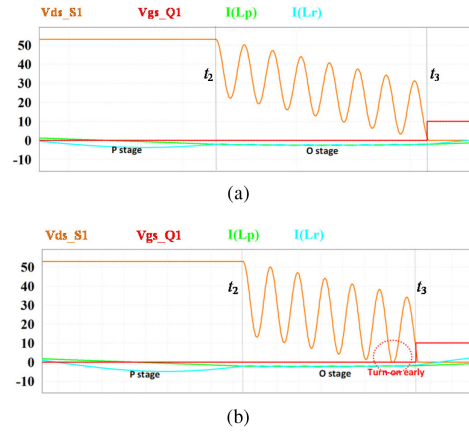 Vds_S1 Vgs_Q1 I(Lp) I(Lr)
50
40
30
20
10
0
-10
t2
t3
P stage
O stage
(a)
Vds_S1 Vgs_Q1 I(Lp) I(Lr)
50
40
30
20
10
0
-10
t2
t3
P stage
O stage
Turn on early
(b)